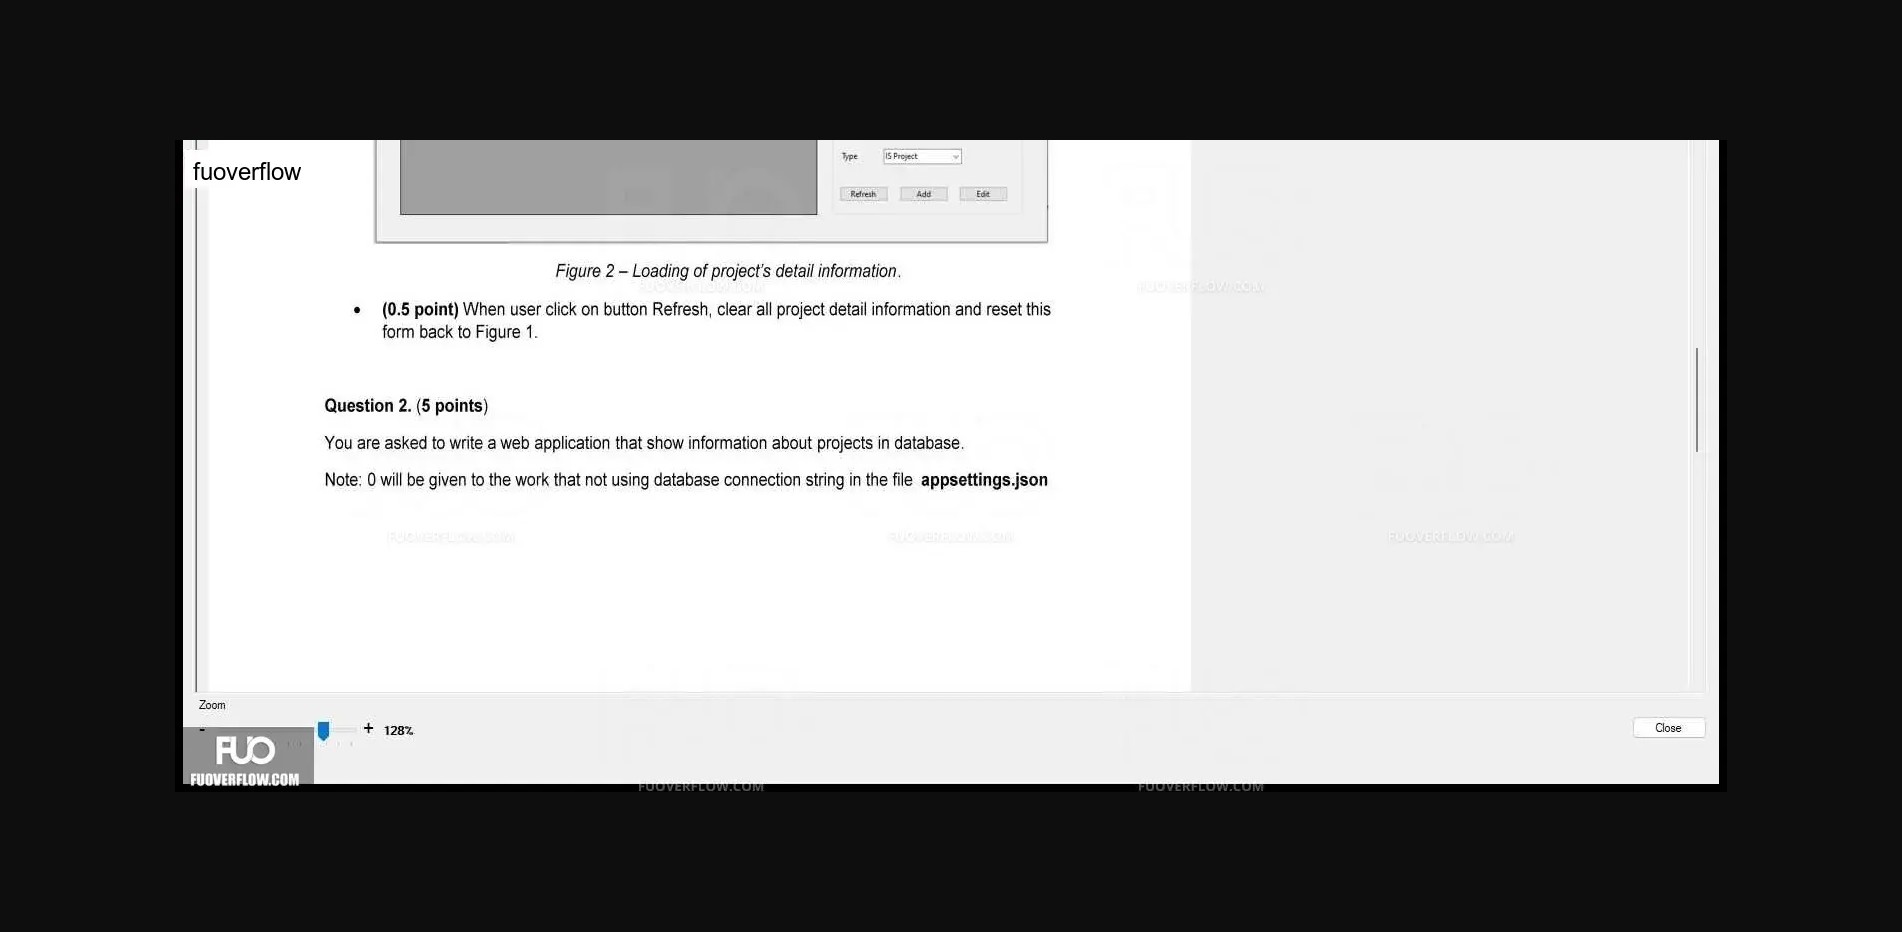 fuoverflow
Type
IS Project
Refresh
Add
Edit
Figure 2 – Loading of project's detail information.
FUOVERFLOW.COM
FUOVERFLOW.COM
• (0.5 point) When user click on button Refresh, clear all project detail information and reset this
form back to Figure 1.
Question 2. (5 points)
You are asked to write a web application that show information about projects in database.
Note: 0 will be given to the work that not using database connection string in the file appsettings.json
FUOVERFLOW.COM
FUOVERFLOW.COM
FUOVERFLOW.COM
Zoom
- + 128%
Close
FUO
FUOVERFLOW.COM
FUOVERFLOW.COM
FUOVERFLOW.COM